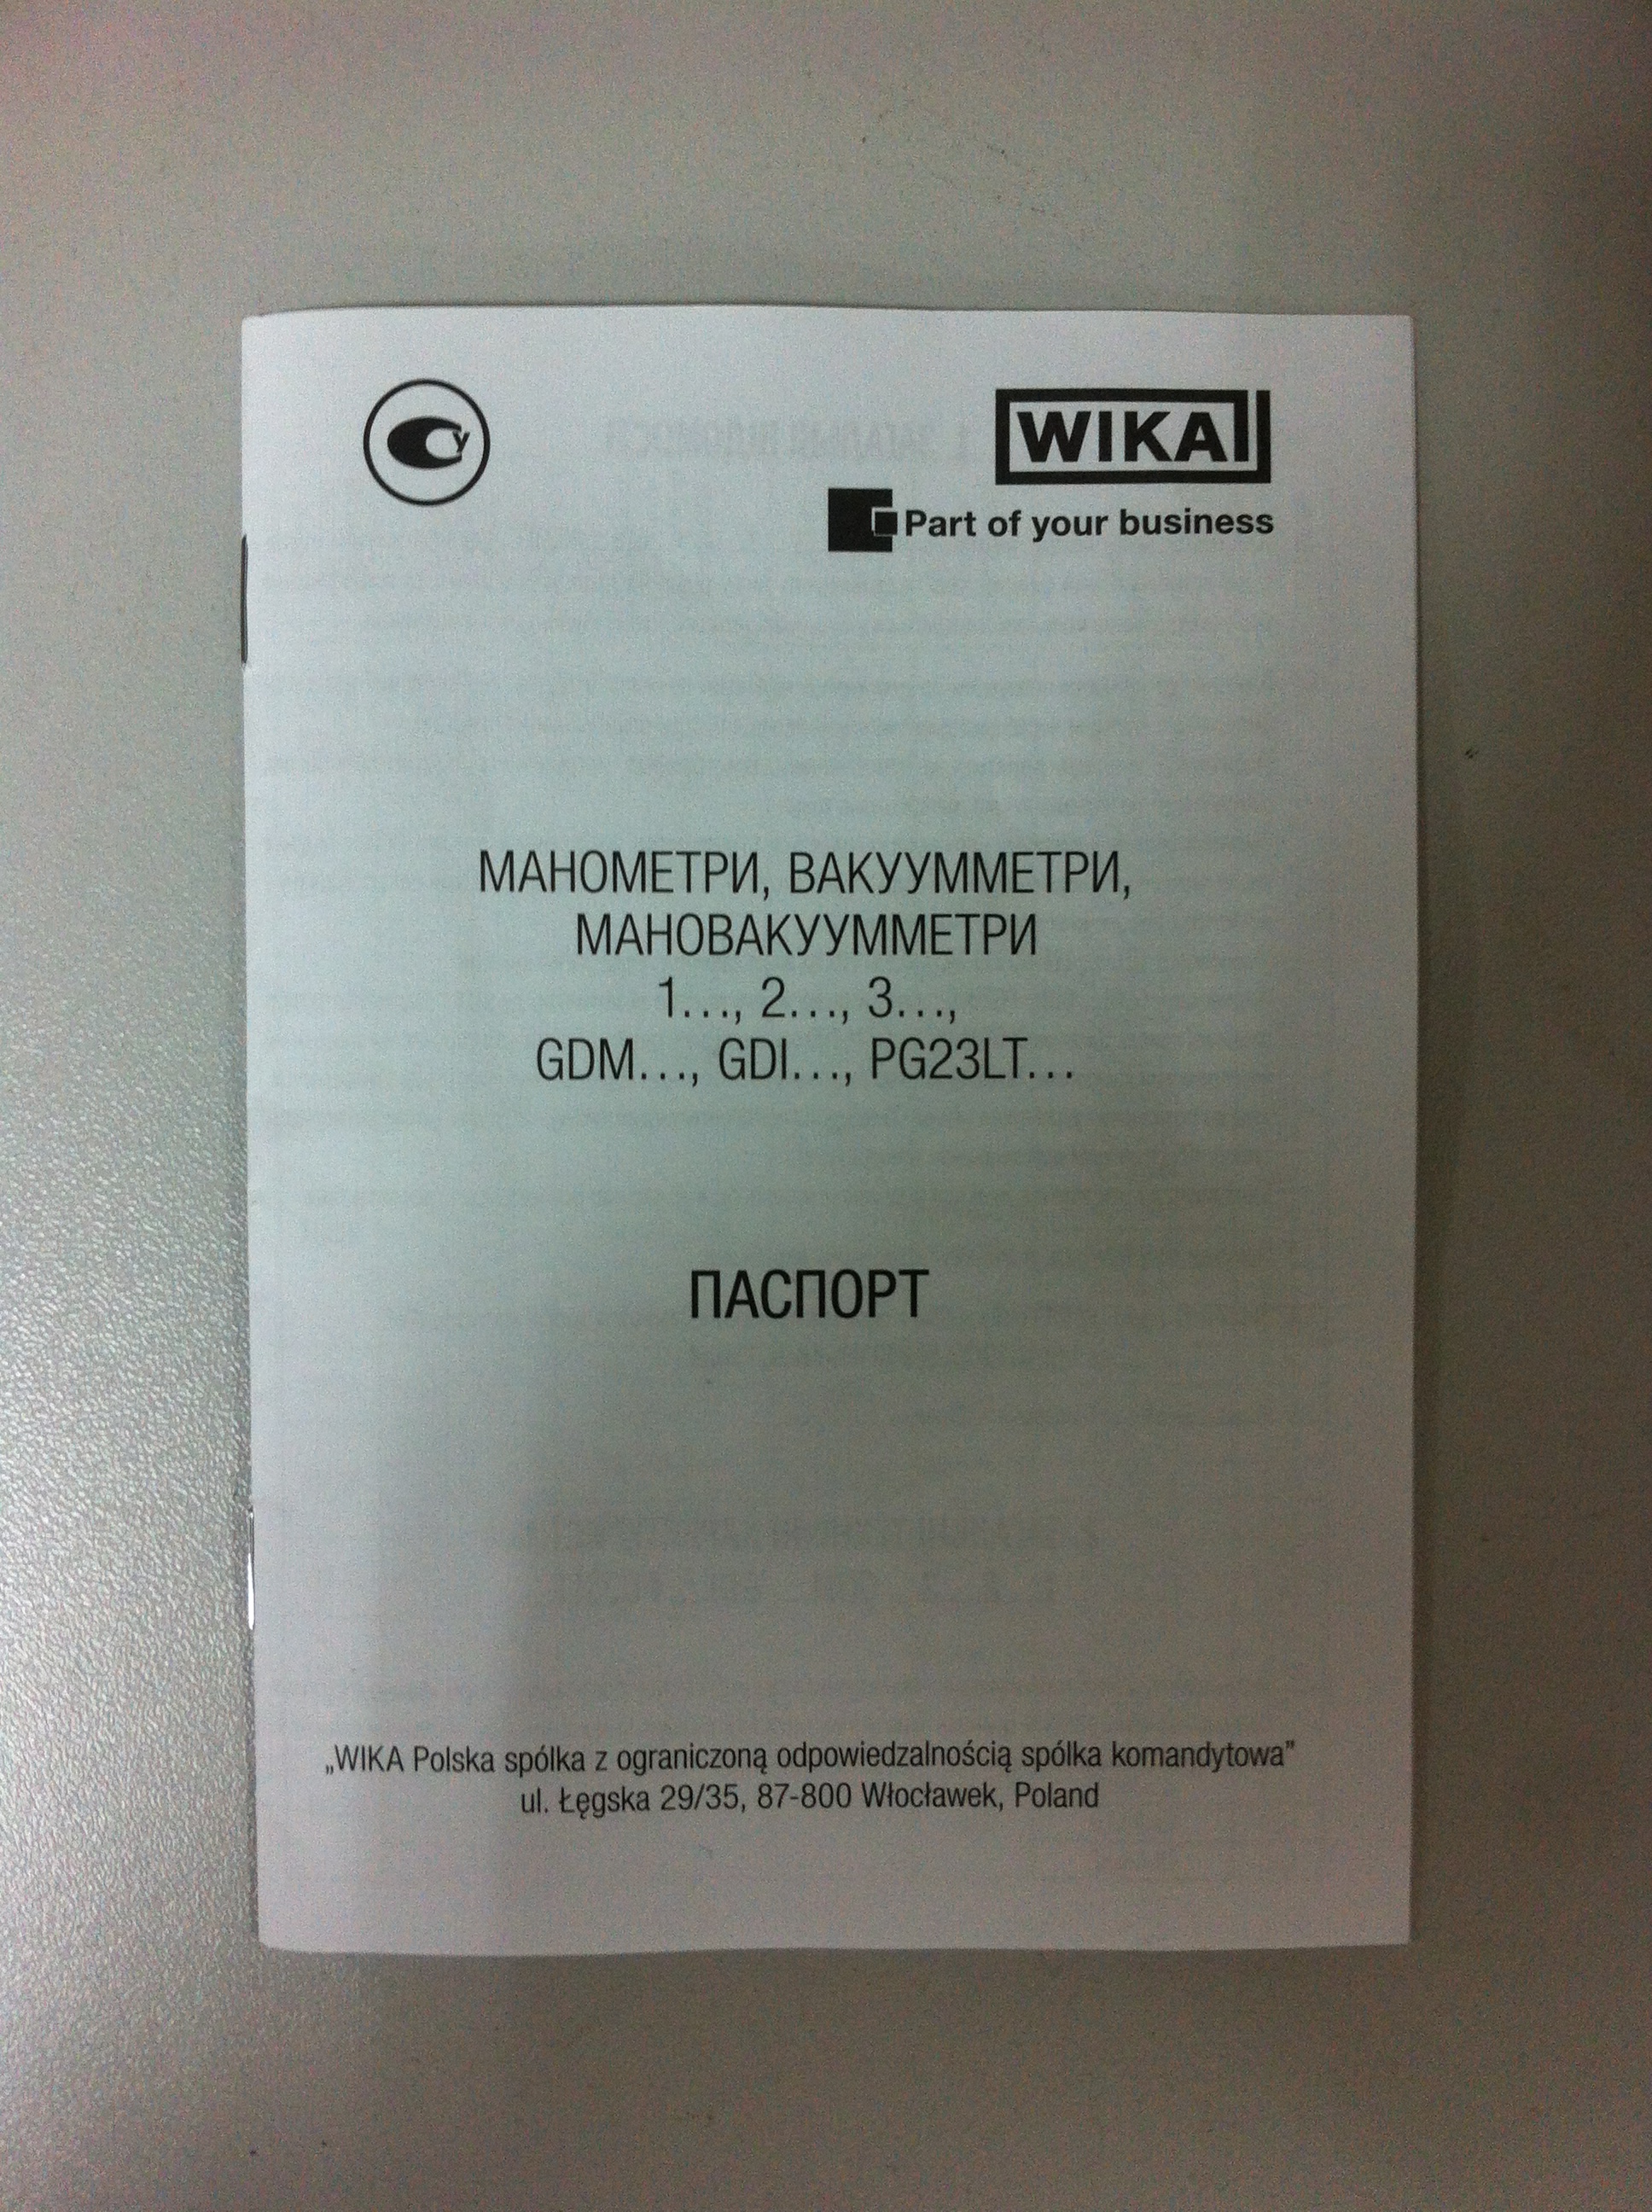 WIKA
Part of your business
МАНОМЕТРИ, ВАКУУММЕТРИ,
МАНОВАКУУММЕТРИ
1…, 2…, 3…,
GDM…, GDI…, PG23LT…
ПАСПОРТ
„WIKA Polska spólka z ograniczoną odpowiedzalnością spólka komandytowa”
ul. Łęgska 29/35, 87-800 Włocławek, Poland